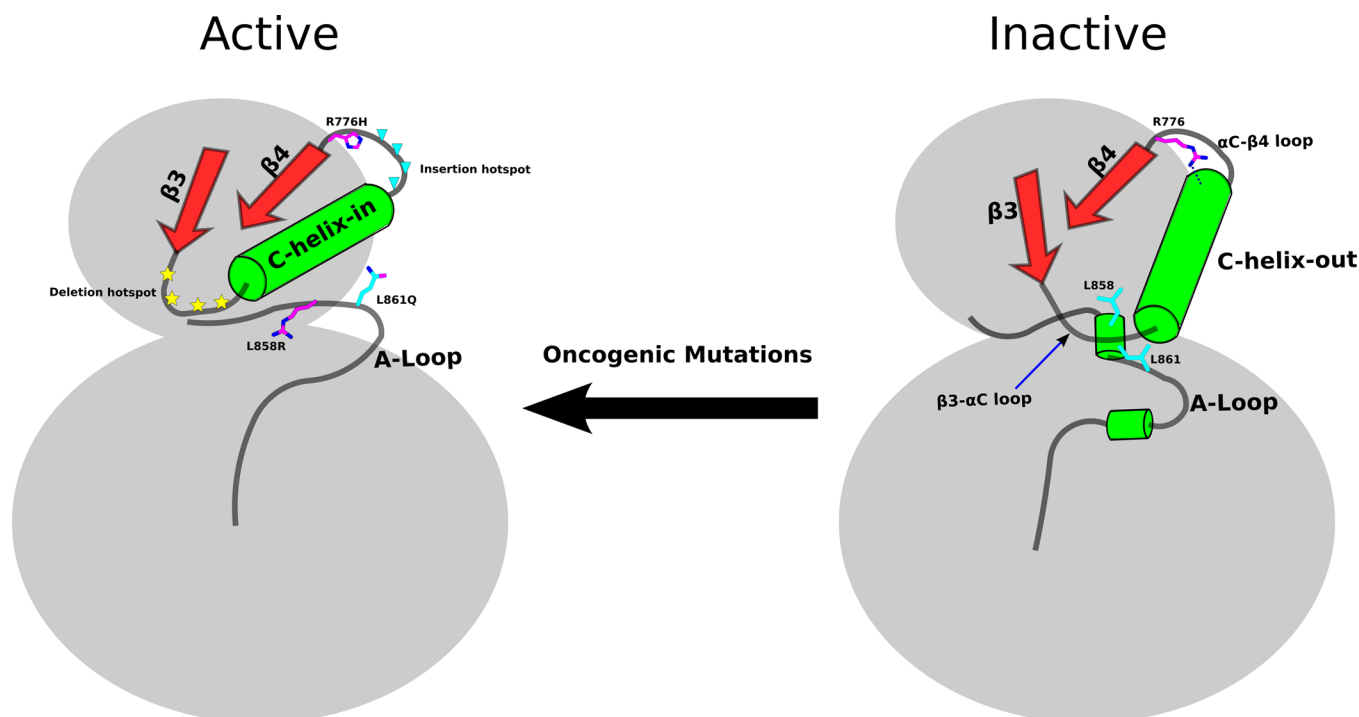 Active
Inactive
R776H
β3
β4
Insertion hotspot
C-helix-in
Deletion hotspot
L861Q
L858R
A-Loop
Oncogenic Mutations
R776
αC-β4 loop
β4
β3
C-helix-out
L858
L861
β3-αC loop
A-Loop